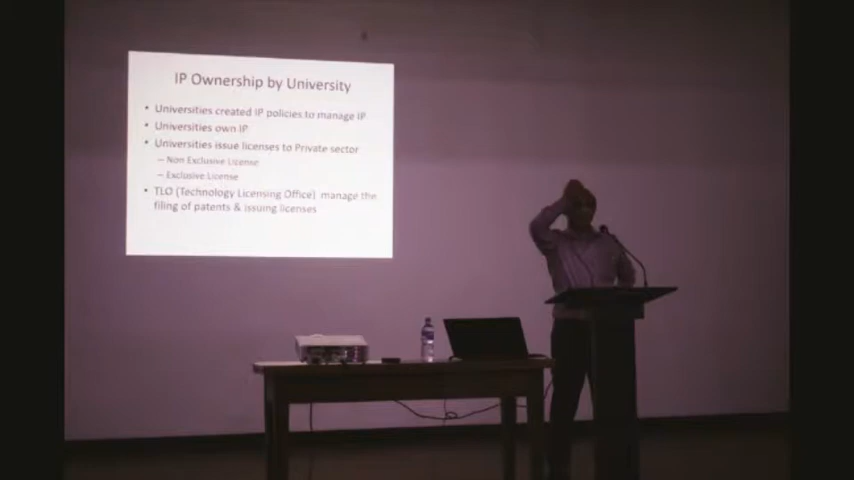 IP Ownership by University
• Universities created IP policies to manage IP
• Universities own IP
• Universities issue licenses to Private sector
– Non Exclusive License
– Exclusive License
• TLO (Technology Licensing Office) manage the
filing of patents & issuing licenses